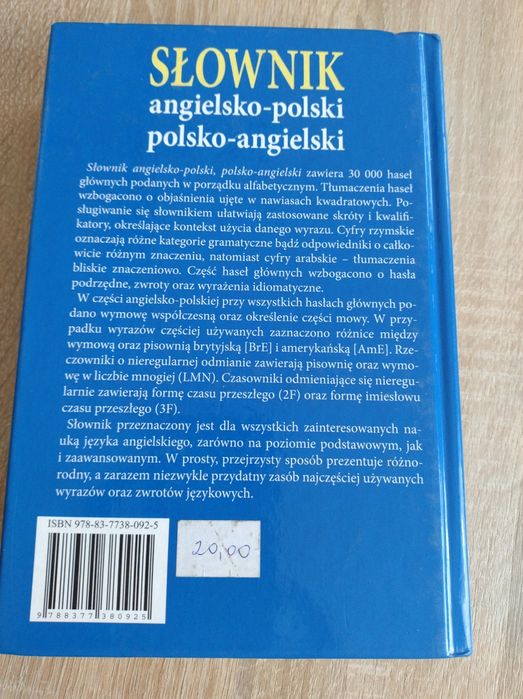 SŁOWNIK
angielsko-polski
polsko-angielski
Słownik angielsko-polski, polsko-angielski zawiera 30 000 haseł
głównych podanych w porządku alfabetycznym. Tłumaczenia haseł
wzbogacono o objaśnienia ujęte w nawiasach kwadratowych. Po-
sługiwanie się słownikiem ułatwiają zastosowane skróty i kwalifi-
katory, określające kontekst użycia danego wyrazu. Cyfry rzymskie
oznaczają różne kategorie gramatyczne bądź odpowiedniki o całko-
wicie różnym znaczeniu, natomiast cyfry arabskie – tłumaczenia
bliskie znaczeniowo. Część haseł głównych wzbogacono o hasła
podrzędne, zwroty oraz wyrażenia idiomatyczne.
W części angielsko-polskiej przy wszystkich hasłach głównych po-
dano wymowę współczesną oraz określenie części mowy. W przy-
padku wyrazów częściej używanych zaznaczono różnice między
wymową oraz pisownią brytyjską [BrE] i amerykańską [AmE]. Rze-
czowniki o nieregularnej odmianie zawierają pisownię oraz wymo-
wę w liczbie mnogiej (LMN). Czasowniki odmieniające się nieregu-
larnie zawierają formę czasu przeszłego (2F) oraz formę imiesłowu
czasu przeszłego (3F).
Słownik przeznaczony jest dla wszystkich zainteresowanych na-
uką języka angielskiego, zarówno na poziomie podstawowym, jak
i zaawansowanym. W prosty, przejrzysty sposób prezentuje różno-
rodny, a zarazem niezwykle przydatny zasób najczęściej używanych
wyrazów oraz zwrotów językowych.
ISBN 978-83-7738-092-5
20,00
9 788377 380925